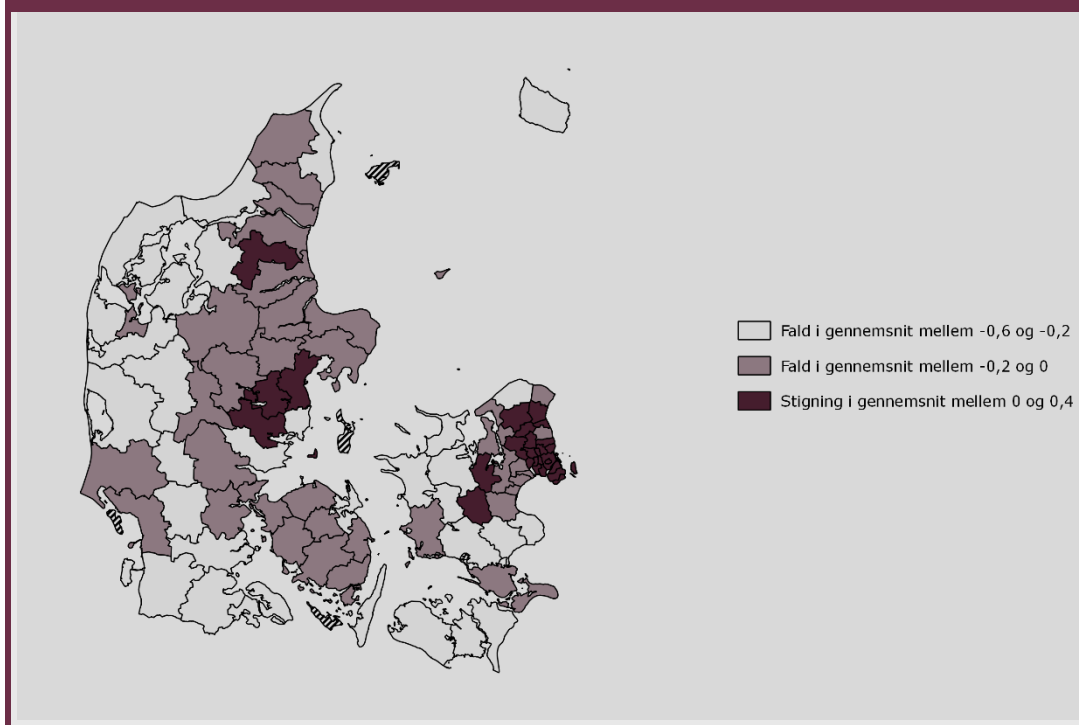 Fald i gennemsnit mellem -0,6 og -0,2
Fald i gennemsnit mellem -0,2 og 0
Stigning i gennemsnit mellem 0 og 0,4